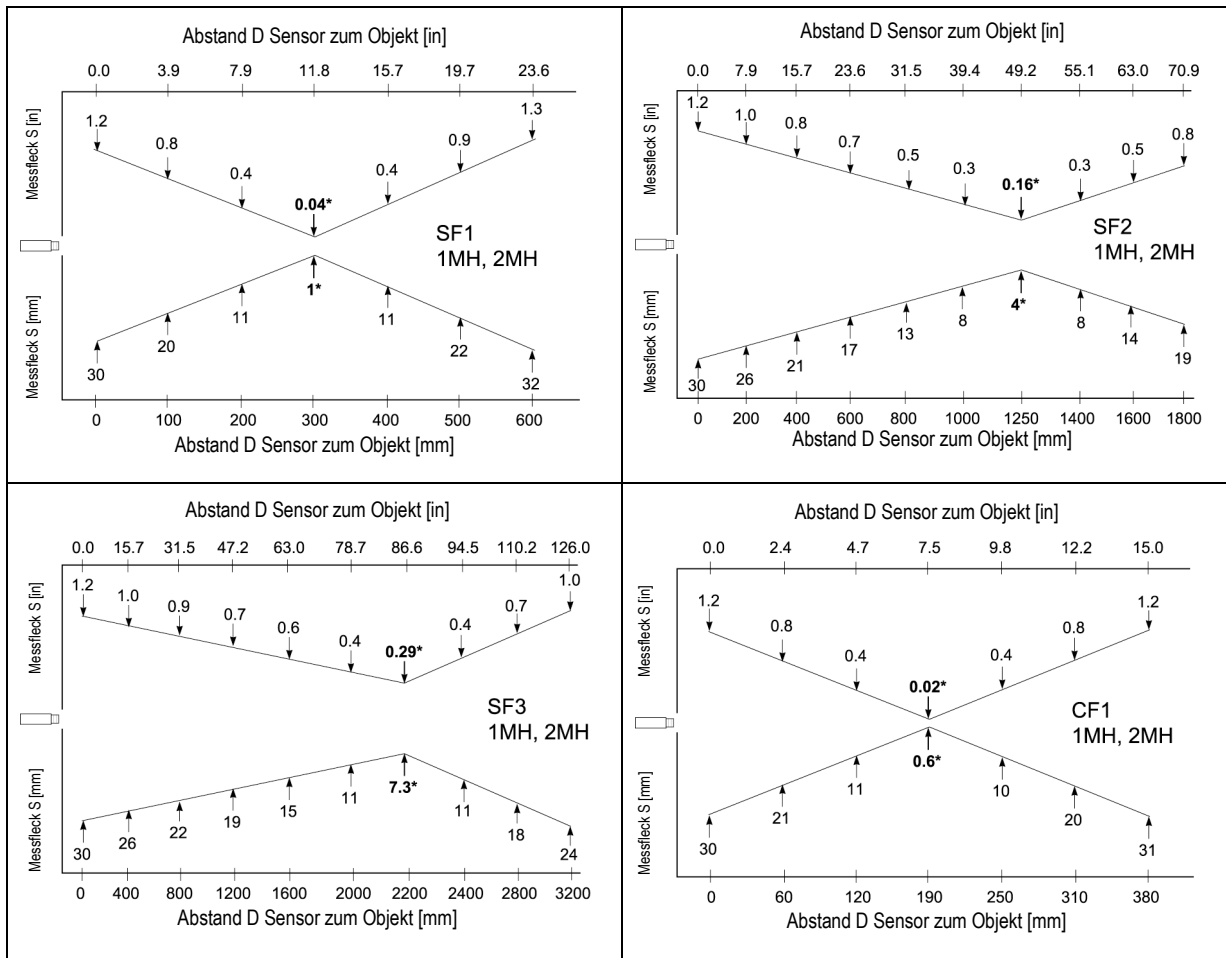 Abstand D Sensor zum Objekt [in]
0.0 3.9 7.9 11.8 15.7 19.7 23.6
Messfleck S [in]
1.2 0.8 0.4 0.04* 0.4 0.9 1.3
SF1
1MH, 2MH
Messfleck S [mm]
30 20 11 1* 11 22 32
0 100 200 300 400 500 600
Abstand D Sensor zum Objekt [mm]
Abstand D Sensor zum Objekt [in]
0.0 7.9 15.7 23.6 31.5 39.4 49.2 55.1 63.0 70.9
Messfleck S [in]
1.2 1.0 0.8 0.7 0.5 0.3 0.16* 0.3 0.5 0.8
SF2
1MH, 2MH
Messfleck S [mm]
30 26 21 17 13 8 4* 8 14 19
0 200 400 600 800 1000 1250 1400 1600 1800
Abstand D Sensor zum Objekt [mm]
Abstand D Sensor zum Objekt [in]
0.0 15.7 31.5 47.2 63.0 78.7 86.6 94.5 110.2 126.0
Messfleck S [in]
1.2 1.0 0.9 0.7 0.6 0.4 0.29* 0.4 0.7 1.0
SF3
1MH, 2MH
Messfleck S [mm]
30 26 22 19 15 11 7.3* 11 18 24
0 400 800 1200 1600 2000 2200 2400 2800 3200
Abstand D Sensor zum Objekt [mm]
Abstand D Sensor zum Objekt [in]
0.0 2.4 4.7 7.5 9.8 12.2 15.0
Messfleck S [in]
1.2 0.8 0.4 0.02* 0.4 0.8 1.2
CF1
1MH, 2MH
Messfleck S [mm]
30 21 11 0.6* 10 20 31
0 60 120 190 250 310 380
Abstand D Sensor zum Objekt [mm]